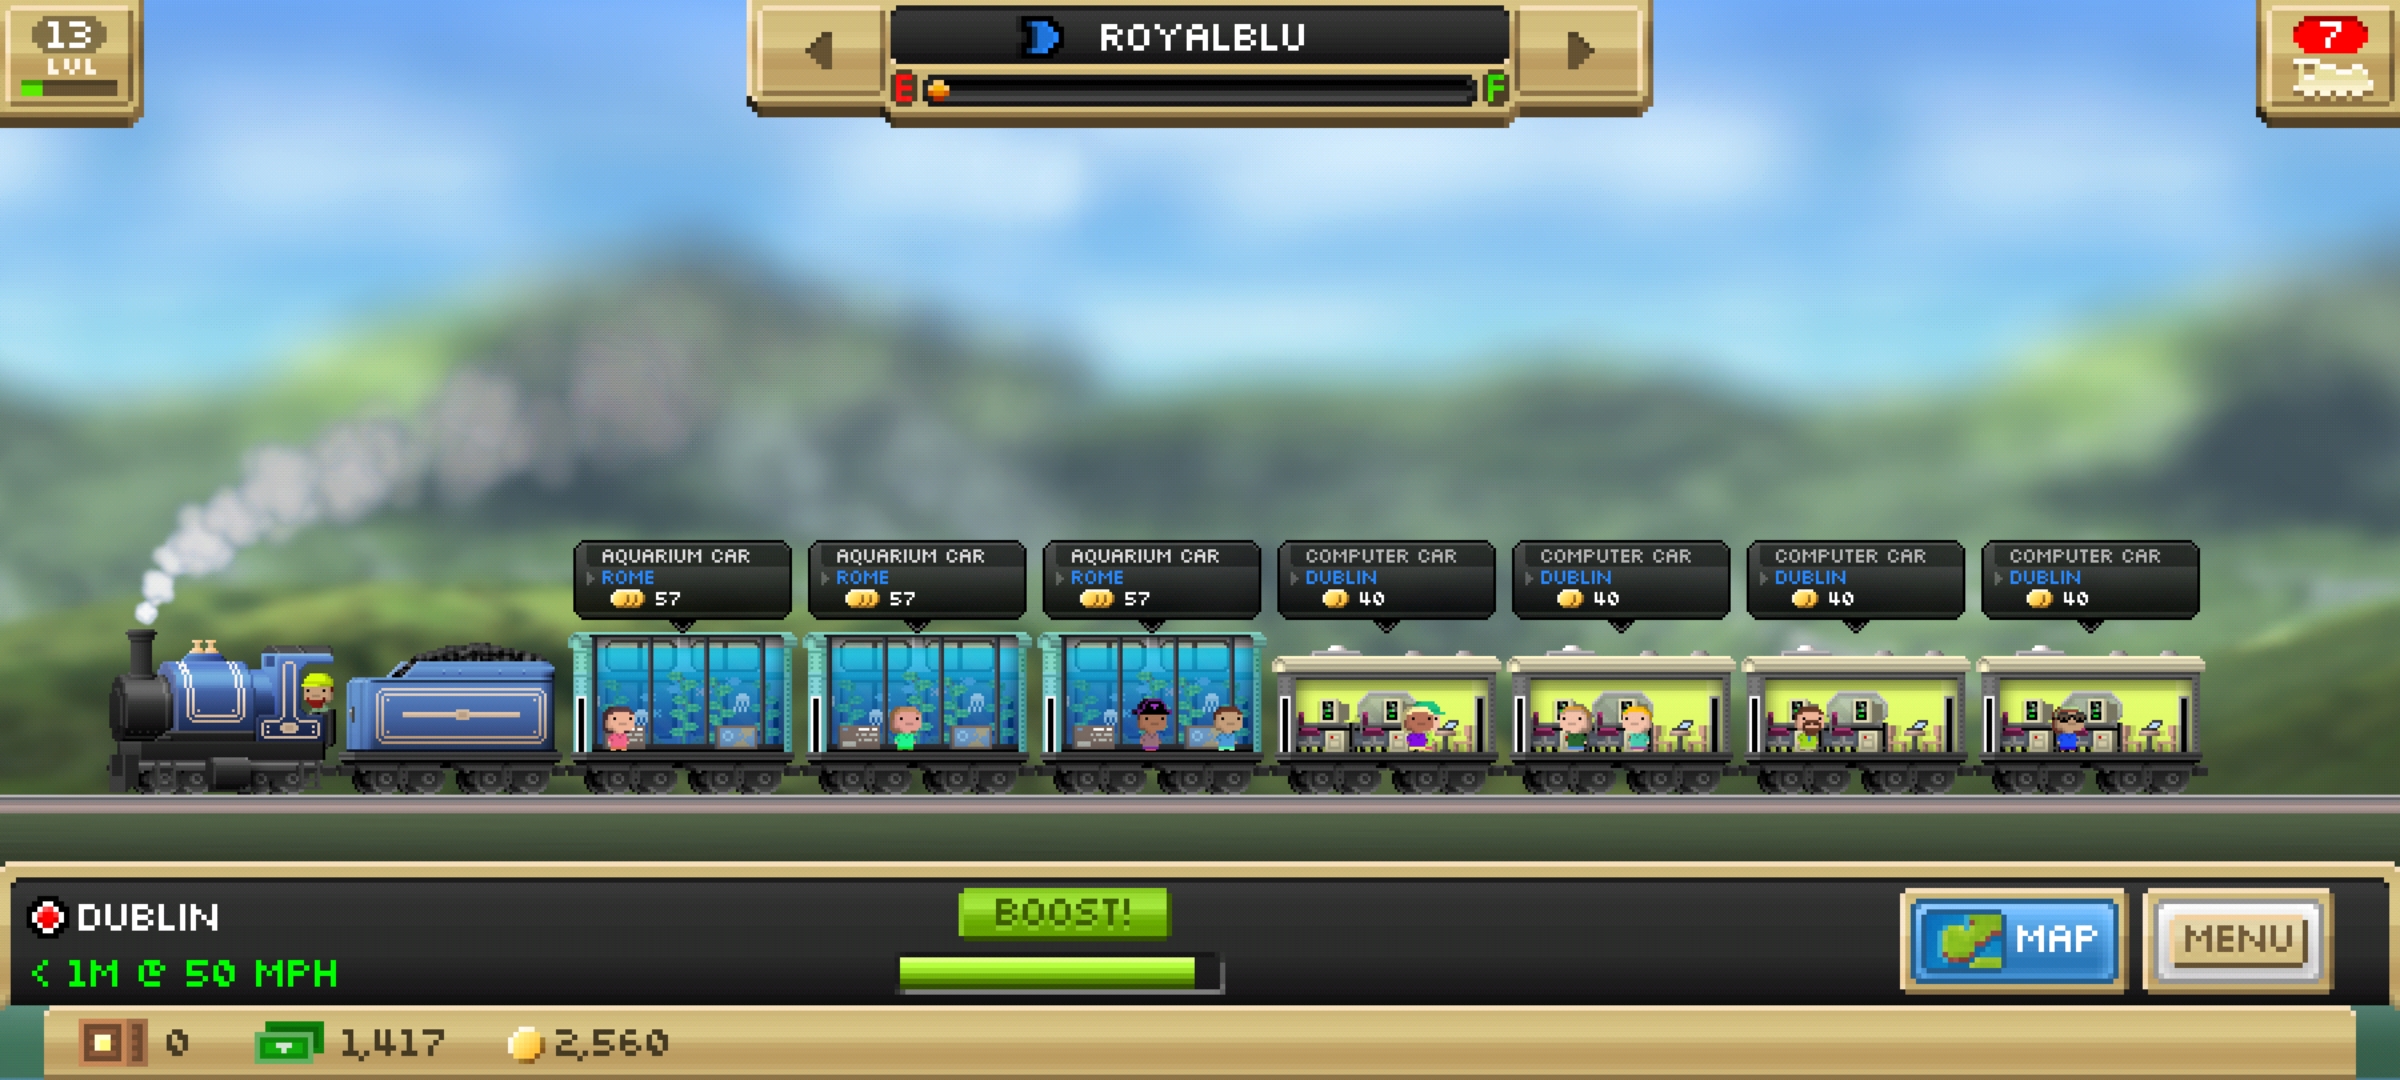 13
LVL
ROYALBLU
E F
7
AQUARIUM CAR
ROME
57
AQUARIUM CAR
ROME
57
AQUARIUM CAR
ROME
57
COMPUTER CAR
DUBLIN
40
COMPUTER CAR
DUBLIN
40
COMPUTER CAR
DUBLIN
40
COMPUTER CAR
DUBLIN
40
DUBLIN
< 1M @ 50 MPH
BOOST!
MAP
MENU
0
1,417
2,560